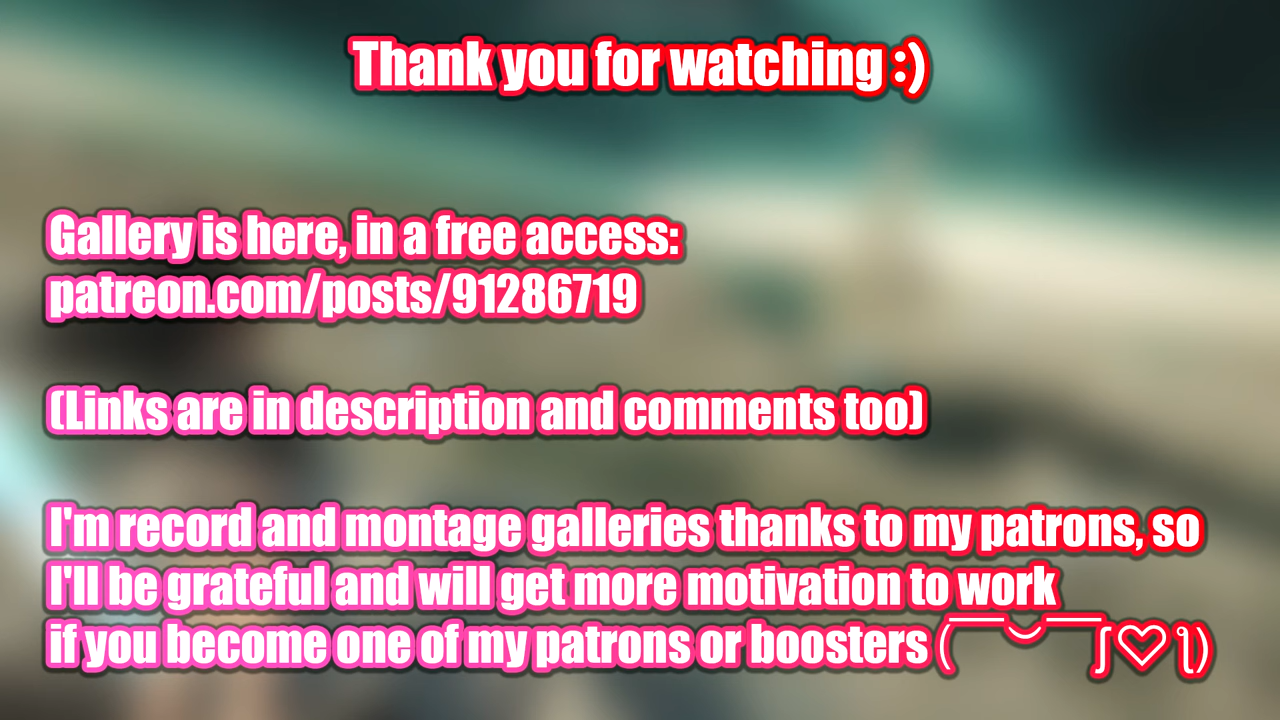 Thank you for watching :)
Gallery is here, in a free access:
patreon.com/posts/91286719
(Links are in description and comments too)
I'm record and montage galleries thanks to my patrons, so
I'll be grateful and will get more motivation to work
if you become one of my patrons or boosters (￣︶￣ʃ♡ƪ)